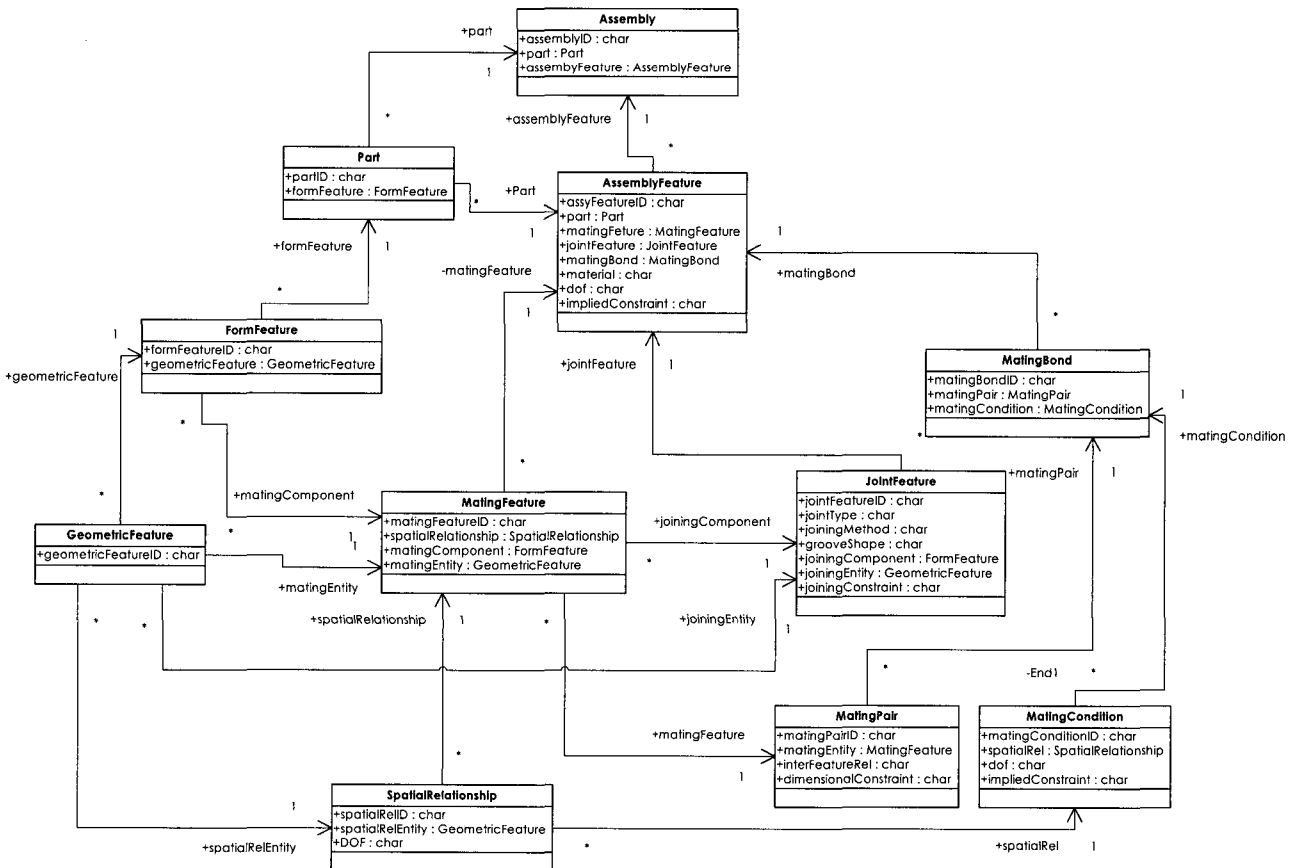 Assembly
+assemblyID : char
+part : Part
+assembyFeature : AssemblyFeature
+part
1
*
+assemblyFeature
1
*
Part
+partID : char
+formFeature : FormFeature
+Part
*
1
AssemblyFeature
+assyFeatureID : char
+part : Part
+matingFeture : MatingFeature
+jointFeature : JointFeature
+matingBond : MatingBond
+material : char
+dof : char
+impliedConstraint : char
+formFeature
1
*
-matingFeature
1
*
1
+matingBond
*
FormFeature
+formFeatureID : char
+geometricFeature : GeometricFeature
1
+geometricFeature
*
+jointFeature
1
*
MatingBond
+matingBondID : char
+matingPair : MatingPair
+matingCondition : MatingCondition
1
+matingCondition
*
+matingComponent
1
+matingPair
1
MatingFeature
+matingFeatureID : char
+spatialRelationship : SpatialRelationship
+matingComponent : FormFeature
+matingEntity : GeometricFeature
JointFeature
+jointFeatureID : char
+jointType : char
+joiningMethod : char
+grooveShape : char
+joiningComponent : FormFeature
+joiningEntity : GeometricFeature
+joiningConstraint : char
+joiningComponent
*
1
GeometricFeature
+geometricFeatureID : char
*
1
+matingEntity
*
*
+spatialRelationship
1
*
+joiningEntity
1
*
-End1
*
+matingFeature
1
MatingPair
+matingPairID : char
+matingEntity : MatingFeature
+interFeatureRel : char
+dimensionalConstraint : char
MatingCondition
+matingConditionID : char
+spatialRel : SpatialRelationship
+dof : char
+impliedConstraint : char
*
SpatialRelationship
+spatialRelID : char
+spatialRelEntity : GeometricFeature
+DOF : char
1
+spatialRelEntity
*
+spatialRel
1